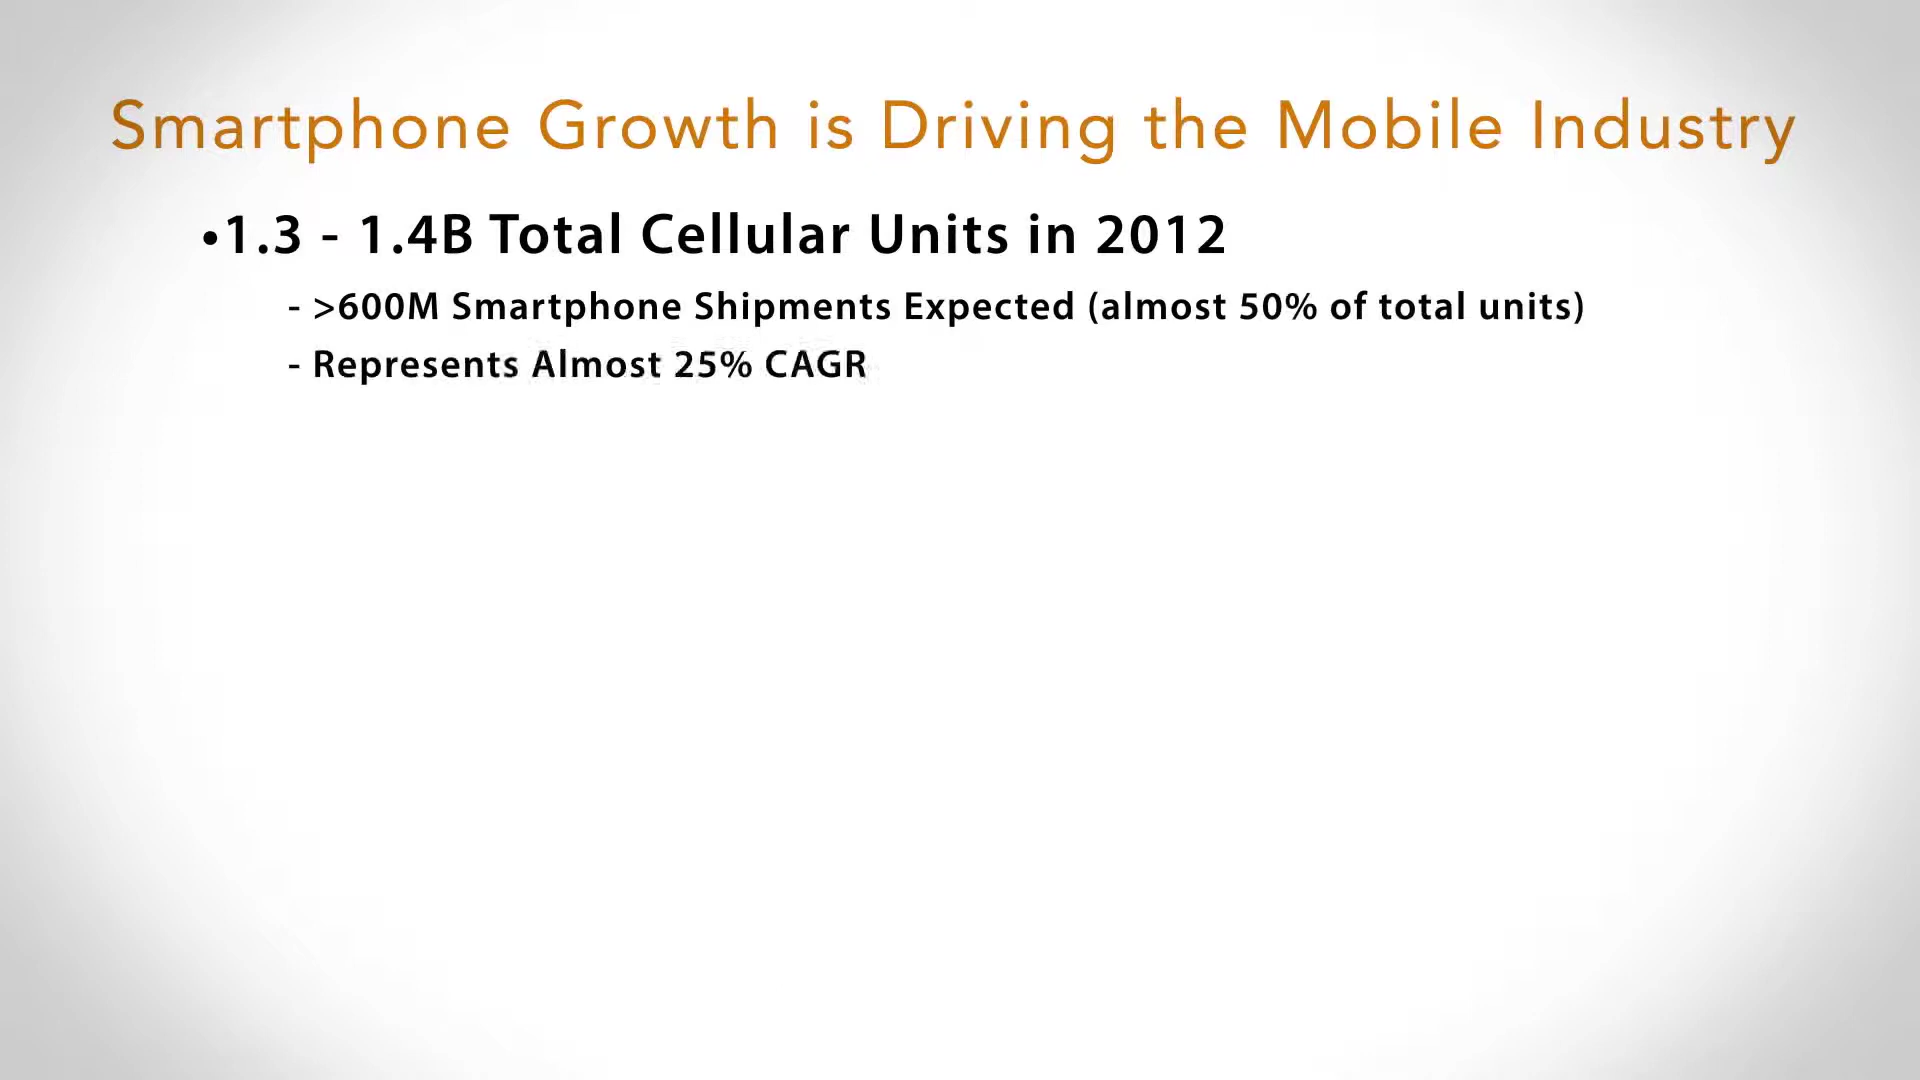 Smartphone Growth is Driving the Mobile Industry
•1.3 - 1.4B Total Cellular Units in 2012
- >600M Smartphone Shipments Expected (almost 50% of total units)
- Represents Almost 25% CAGR